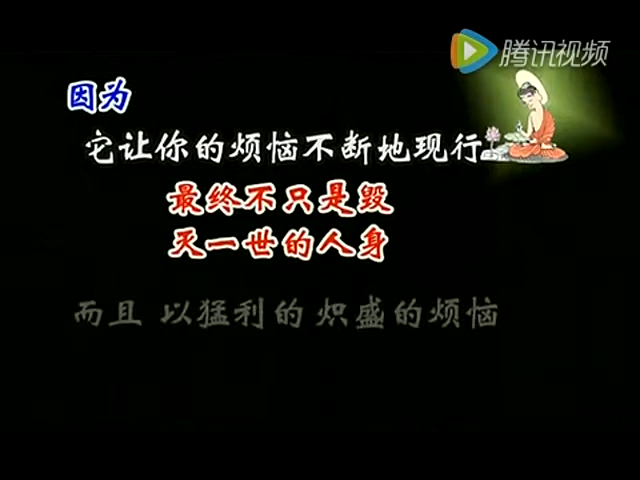 腾讯视频
因为
它让你的烦恼不断地现行
最终不只是毁
灭一世的人身
而且 以猛利的 炽盛的烦恼